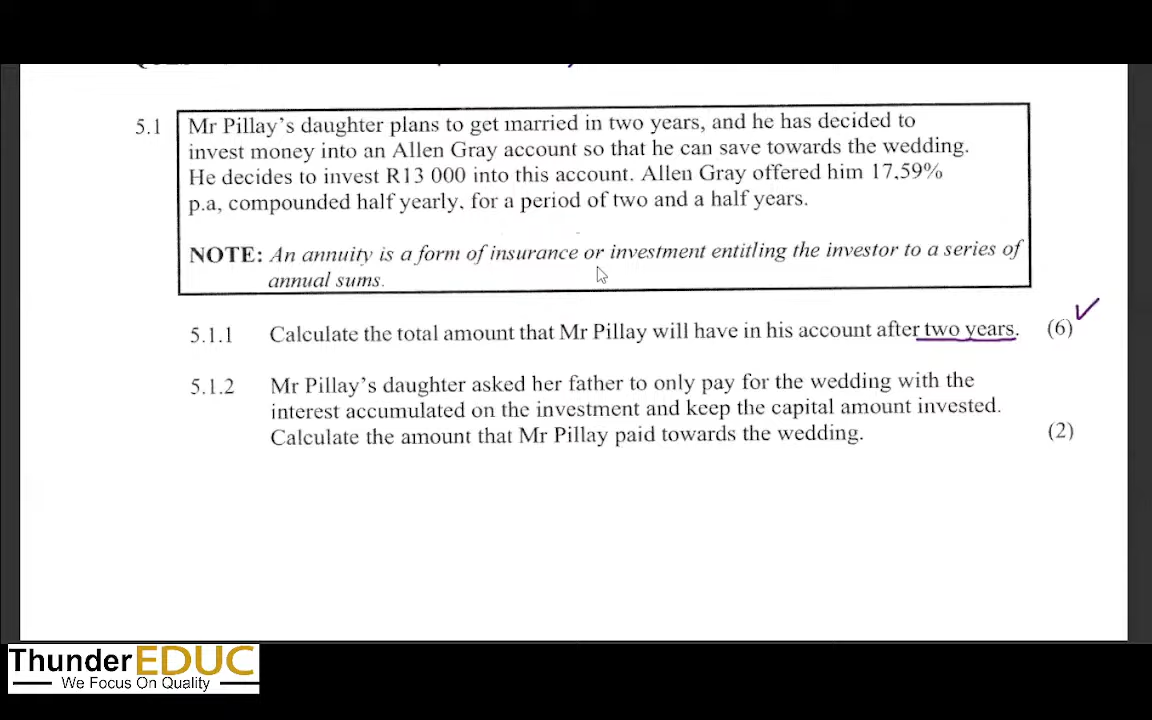 5.1 Mr Pillay's daughter plans to get married in two years, and he has decided to
invest money into an Allen Gray account so that he can save towards the wedding.
He decides to invest R13 000 into this account. Allen Gray offered him 17,59%
p.a, compounded half yearly, for a period of two and a half years.
NOTE: An annuity is a form of insurance or investment entitling the investor to a series of
annual sums.
5.1.1 Calculate the total amount that Mr Pillay will have in his account after two years. (6)
5.1.2 Mr Pillay's daughter asked her father to only pay for the wedding with the
interest accumulated on the investment and keep the capital amount invested.
Calculate the amount that Mr Pillay paid towards the wedding. (2)
ThunderEDUC
We Focus On Quality